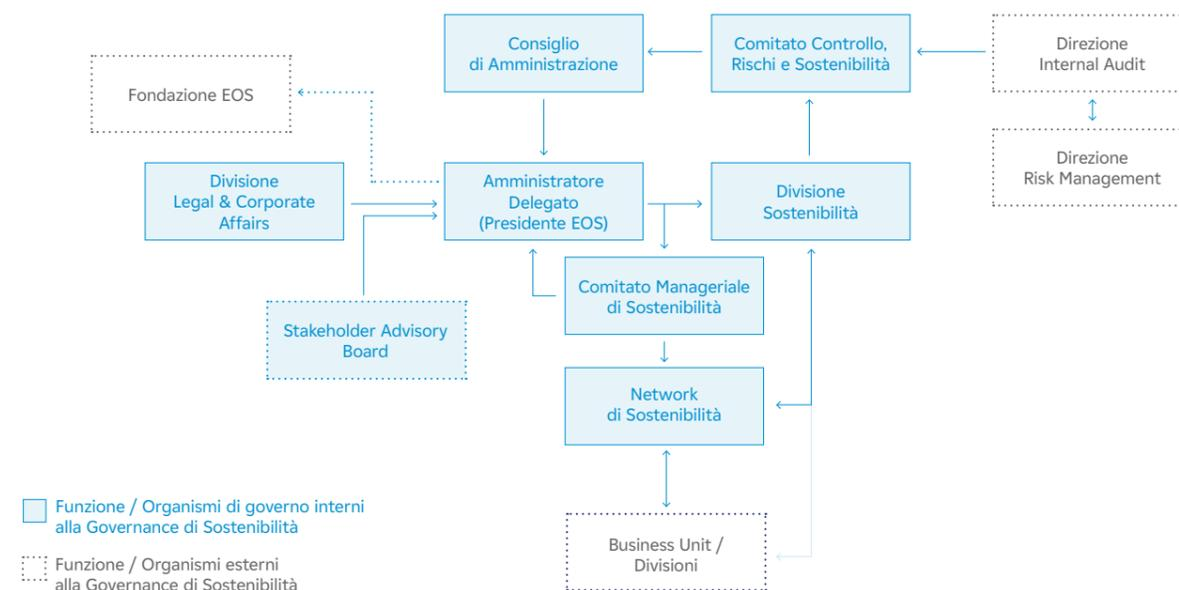 Consiglio
di Amministrazione
Comitato Controllo,
Rischi e Sostenibilità
Direzione
Internal Audit
Fondazione EOS
Direzione
Risk Management
Divisione
Legal & Corporate
Affairs
Amministratore
Delegato
(Presidente EOS)
Divisione
Sostenibilità
Comitato Manageriale
di Sostenibilità
Stakeholder Advisory
Board
Network
di Sostenibilità
Funzione / Organismi di governo interni
alla Governance di Sostenibilità
Business Unit /
Divisioni
Funzione / Organismi esterni
alla Governance di Sostenibilità